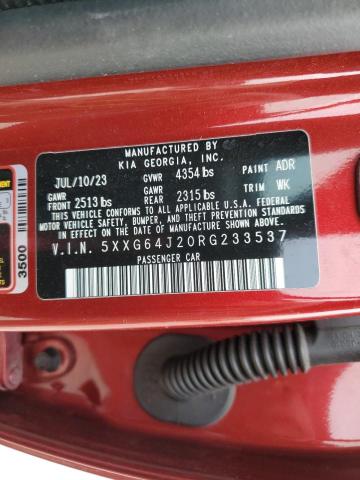 MANUFACTURED BY
KIA GEORGIA, INC.
JUL/10/23 GVWR 4354 lbs PAINT ADR
GAWR FRONT 2513 lbs GAWR REAR 2315 lbs TRIM WK
THIS VEHICLE CONFORMS TO ALL APPLICABLE U.S.A.FEDERAL
MOTOR VEHICLE SAFETY, BUMPER, AND THEFT PREVENTION STANDARDS
IN EFFECT ON THE DATE OF MANUFACTURE SHOWN ABOVE.
V.I.N. 5XXG64J20RG233537
PASSENGER CAR
3500